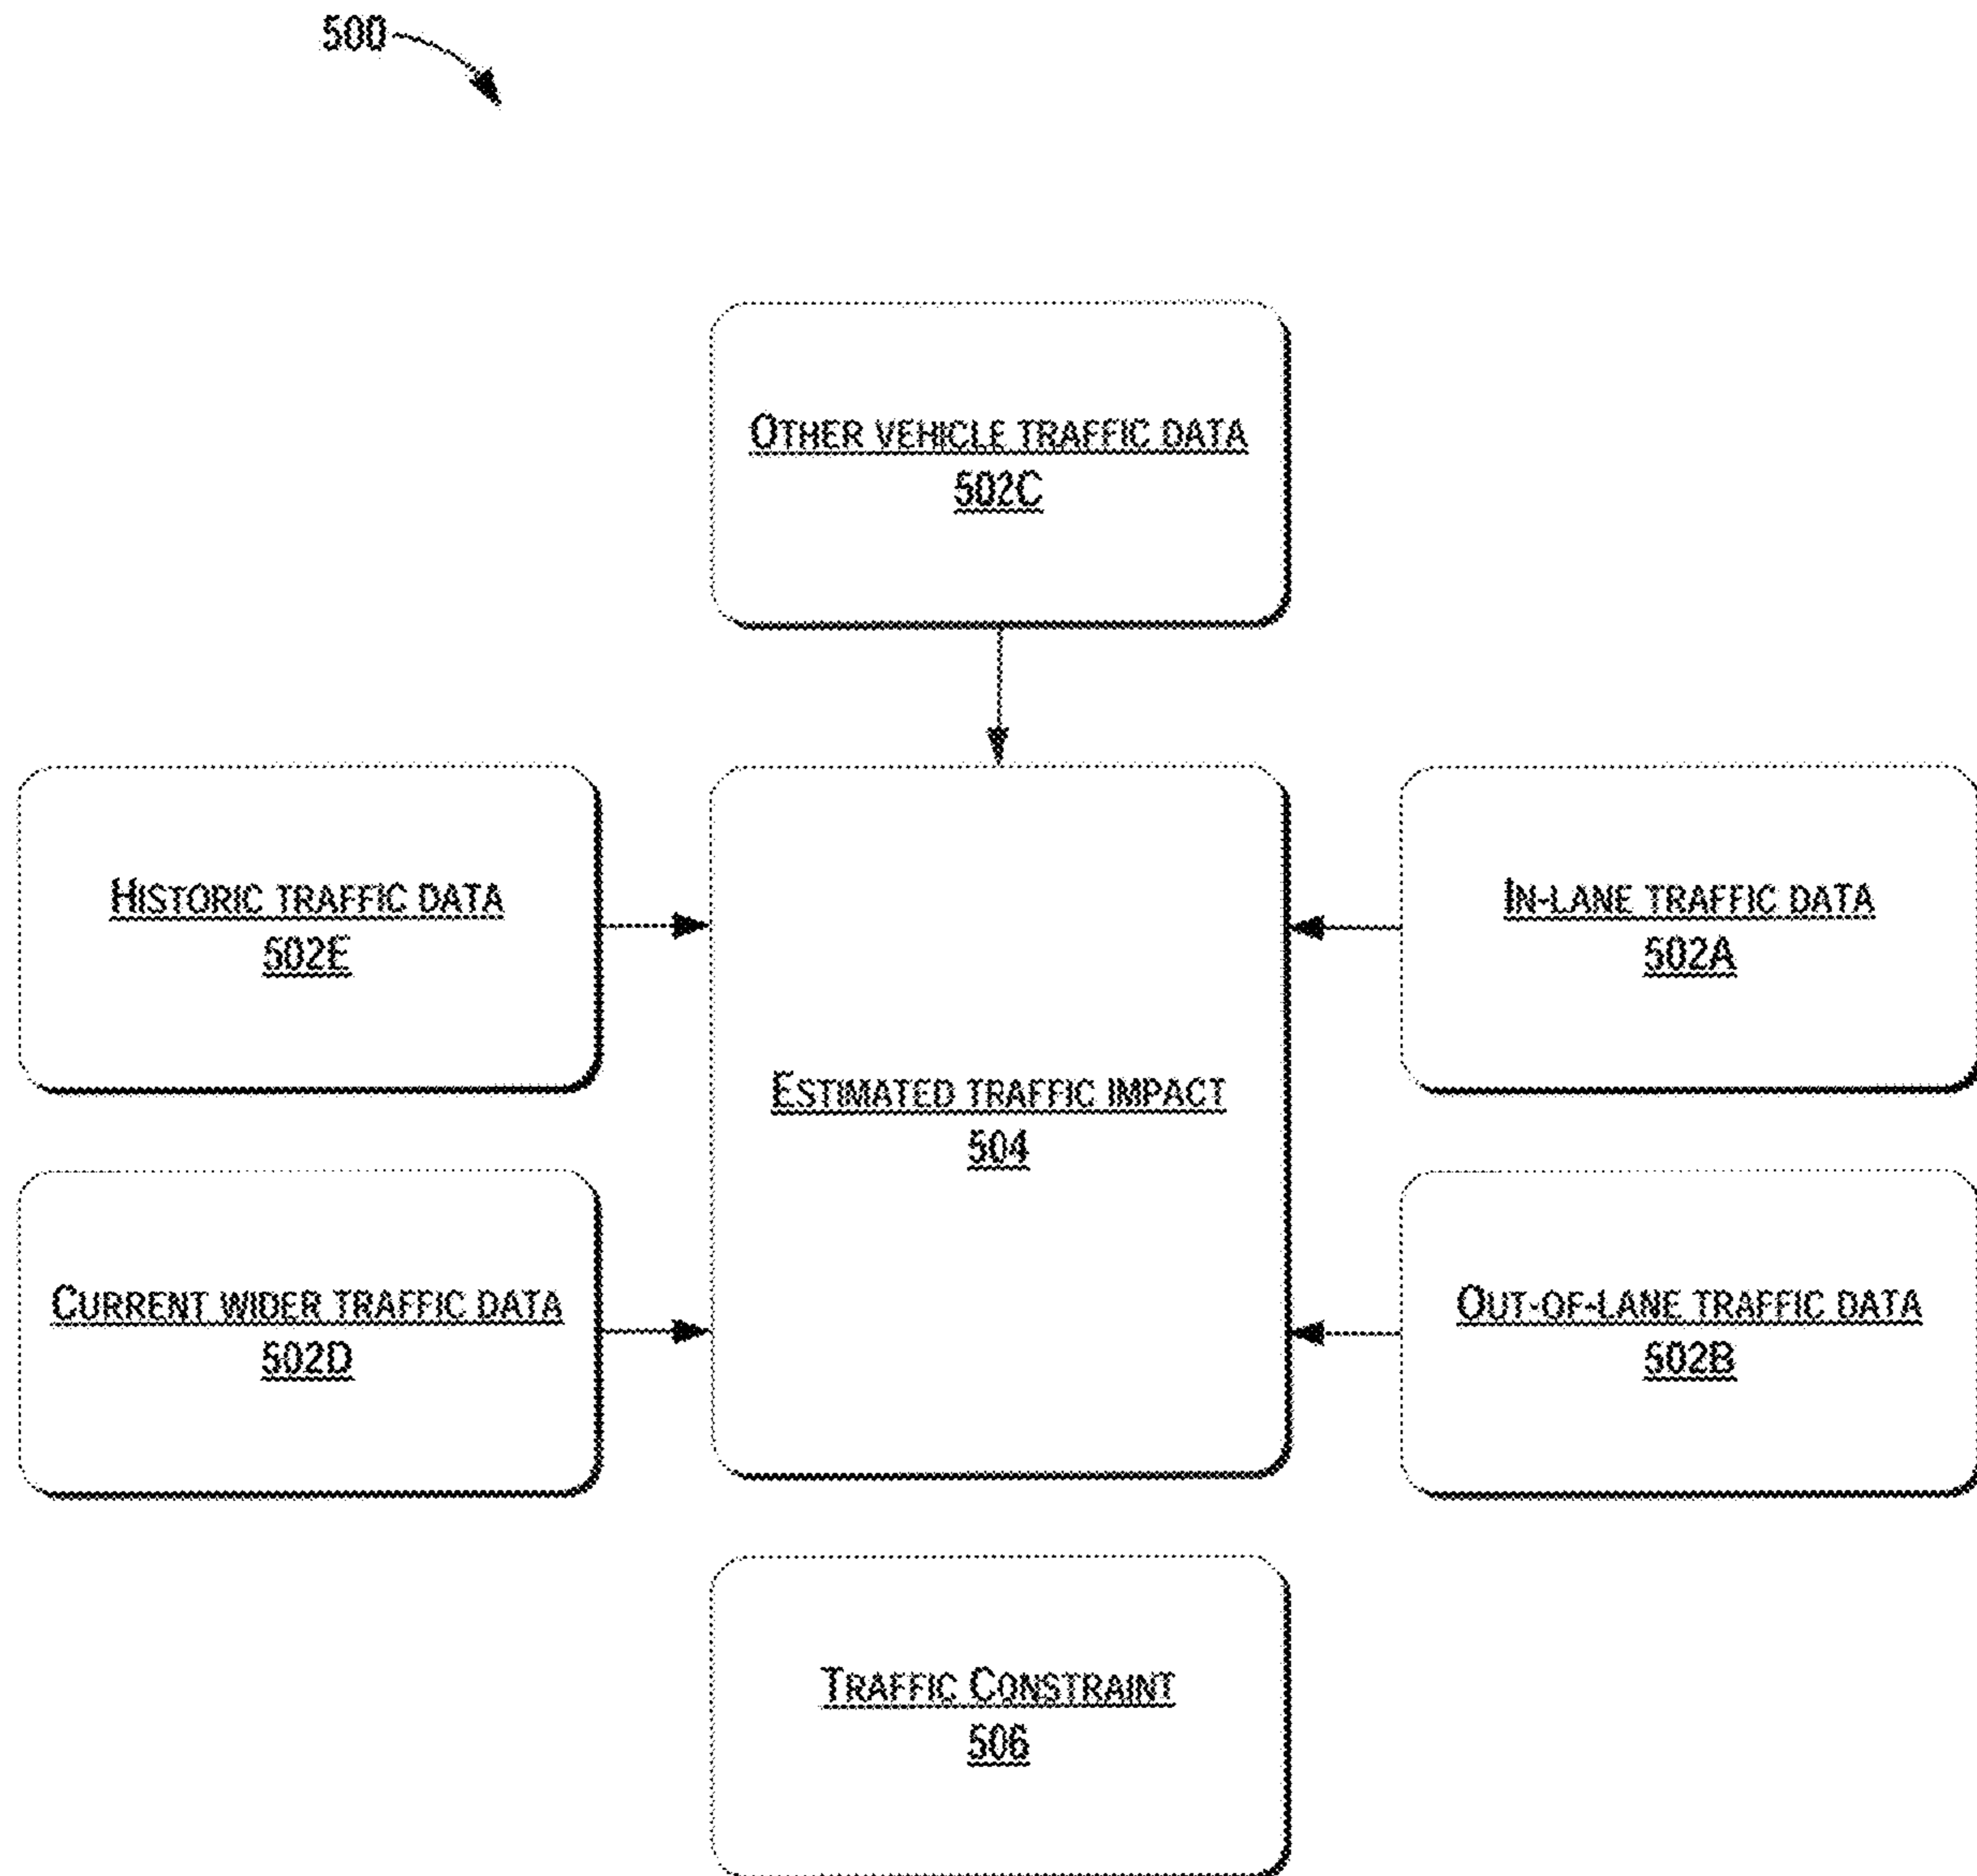 500
OTHER VEHICLE TRAFFIC DATA
502C
HISTORIC TRAFFIC DATA
502E
IN-LANE TRAFFIC DATA
502A
ESTIMATED TRAFFIC IMPACT
504
CURRENT WIDER TRAFFIC DATA
502D
OUT-OF-LANE TRAFFIC DATA
502B
TRAFFIC CONSTRAINT
506